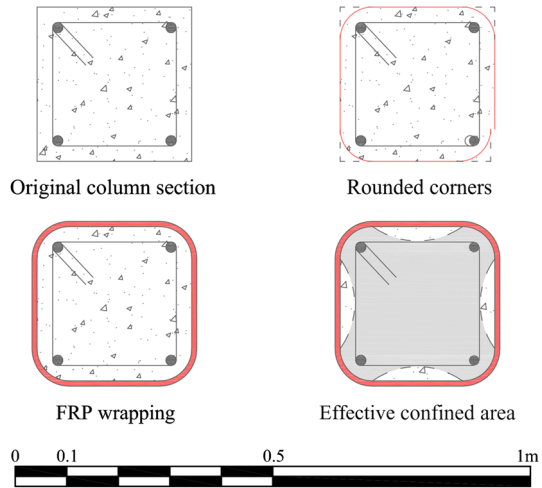 Original column section
Rounded corners
FRP wrapping
Effective confined area
0 0.1 0.5 1m